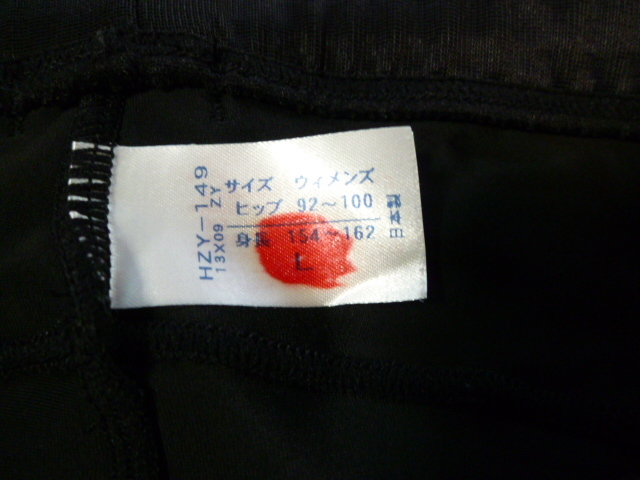 HZY-149
13X09 ZY
サイズ ウィメンズ
ヒップ 92~100
身長 154~162
L
日本製